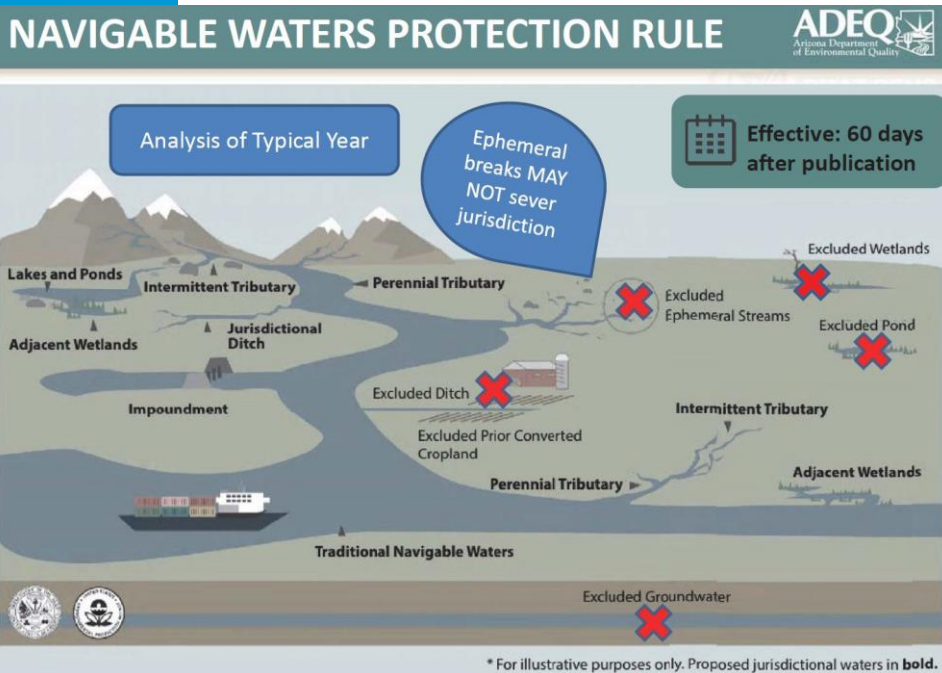 NAVIGABLE WATERS PROTECTION RULE
ADEQ
Arizona Department
of Environmental Quality
Analysis of Typical Year
Ephemeral
breaks MAY
NOT sever
jurisdiction
Effective: 60 days
after publication
Excluded Wetlands
Lakes and Ponds
Intermittent Tributary
Perennial Tributary
Excluded
Ephemeral Streams
Excluded Pond
Adjacent Wetlands
Jurisdictional
Ditch
Excluded Ditch
Impoundment
Intermittent Tributary
Excluded Prior Converted
Cropland
Perennial Tributary
Adjacent Wetlands
Traditional Navigable Waters
Excluded Groundwater
* For illustrative purposes only. Proposed jurisdictional waters in bold.